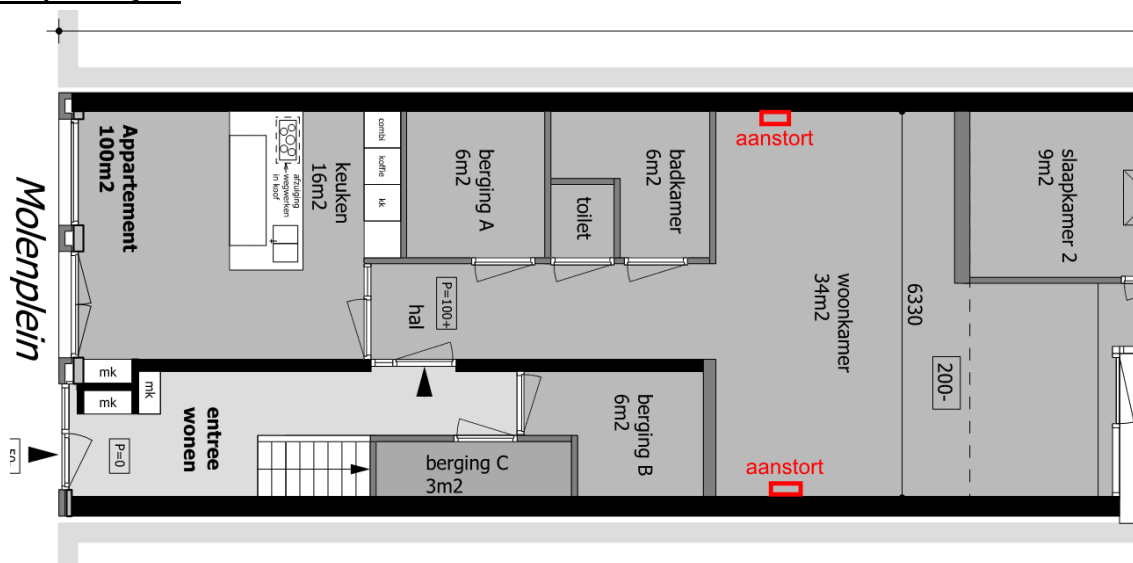 Molenplein
Appartement
100m2
keuken
16m2
afzuiging
wegwerken
in koof
combi
koffie
kk
berging A
6m2
toilet
badkamer
6m2
aanstort
woonkamer
34m2
6330
200-
slaapkamer 2
9m2
hal
P=100+
mk
mk
mk
entree
wonen
P=0
berging C
3m2
berging B
6m2
aanstort